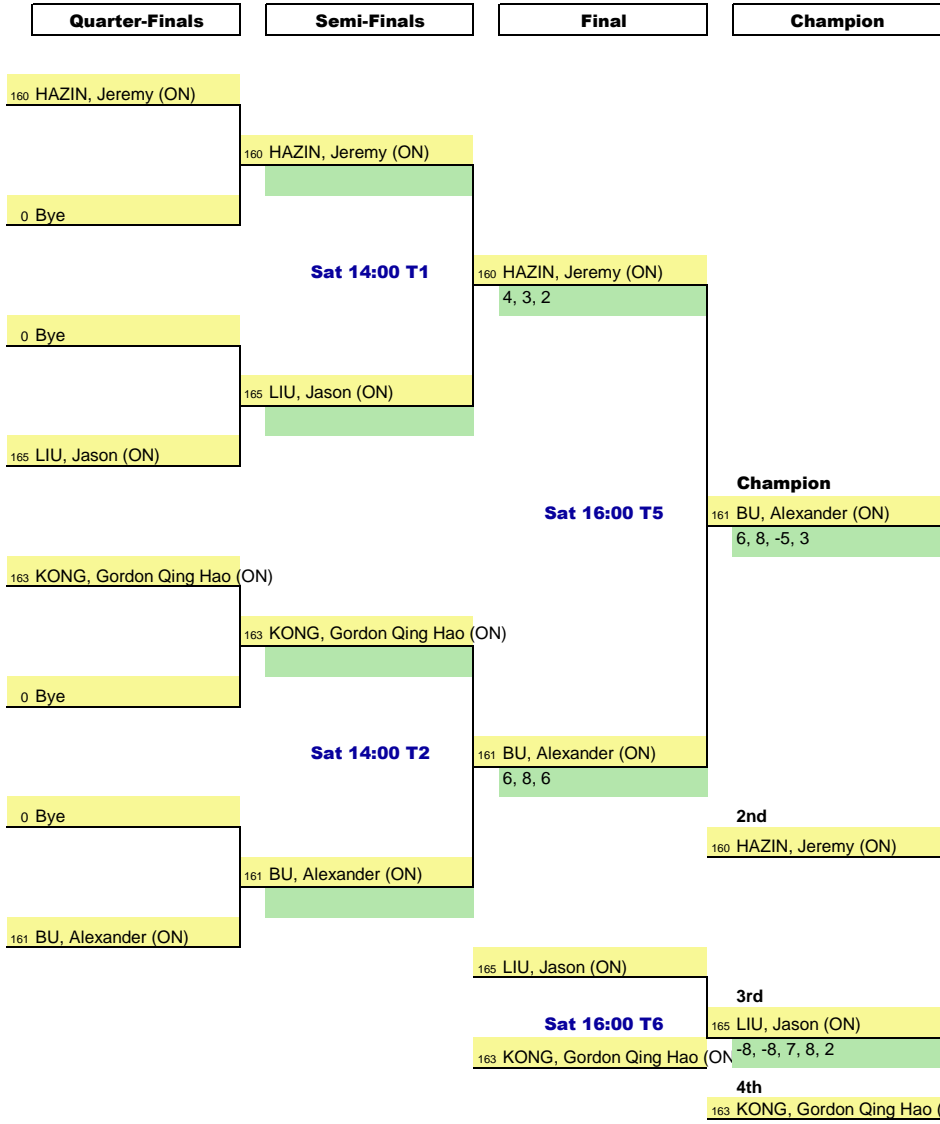 Quarter-Finals Semi-Finals Final Champion
160 HAZIN, Jeremy (ON)
160 HAZIN, Jeremy (ON)
0 Bye
Sat 14:00 T1
160 HAZIN, Jeremy (ON)
4, 3, 2
0 Bye
165 LIU, Jason (ON)
165 LIU, Jason (ON)
Champion
Sat 16:00 T5
161 BU, Alexander (ON)
6, 8, -5, 3
163 KONG, Gordon Qing Hao (ON)
163 KONG, Gordon Qing Hao (ON)
0 Bye
Sat 14:00 T2
161 BU, Alexander (ON)
6, 8, 6
0 Bye
2nd
160 HAZIN, Jeremy (ON)
161 BU, Alexander (ON)
161 BU, Alexander (ON)
165 LIU, Jason (ON)
3rd
Sat 16:00 T6
165 LIU, Jason (ON)
163 KONG, Gordon Qing Hao (ON
-8, -8, 7, 8, 2
4th
163 KONG, Gordon Qing Hao (